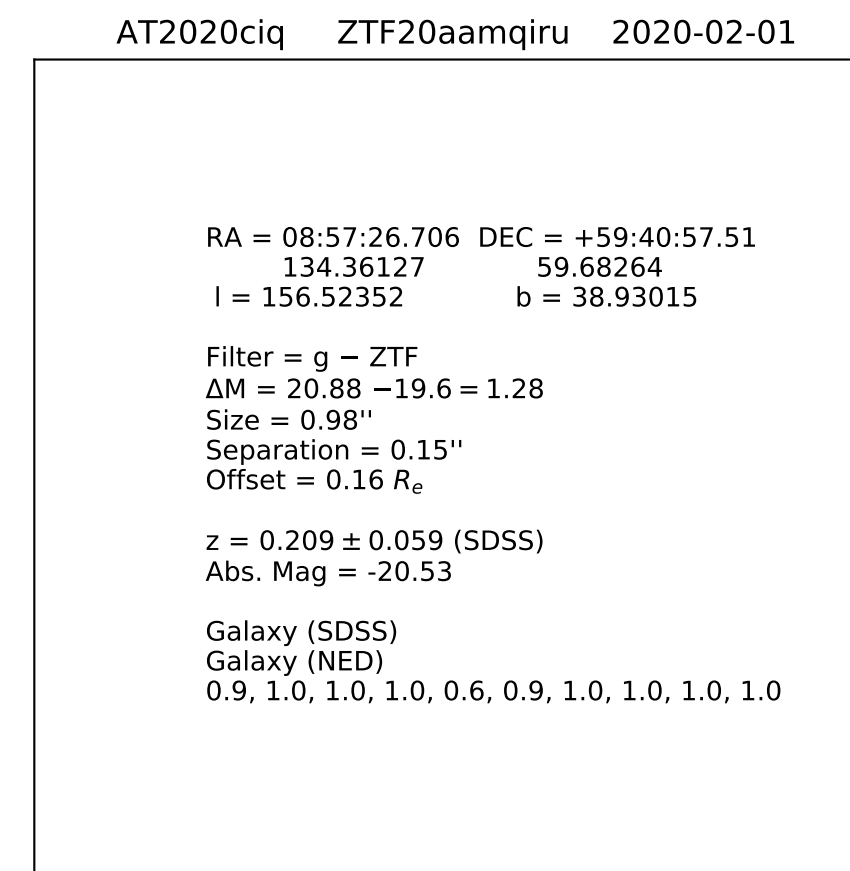 AT2020ciq ZTF20aamqiru 2020-02-01
RA = 08:57:26.706 DEC = +59:40:57.51
134.36127 59.68264
l = 156.52352 b = 38.93015
Filter = g − ZTF
ΔM = 20.88 −19.6 = 1.28
Size = 0.98''
Separation = 0.15''
Offset = 0.16 Re
z = 0.209 ± 0.059 (SDSS)
Abs. Mag = -20.53
Galaxy (SDSS)
Galaxy (NED)
0.9, 1.0, 1.0, 1.0, 0.6, 0.9, 1.0, 1.0, 1.0, 1.0